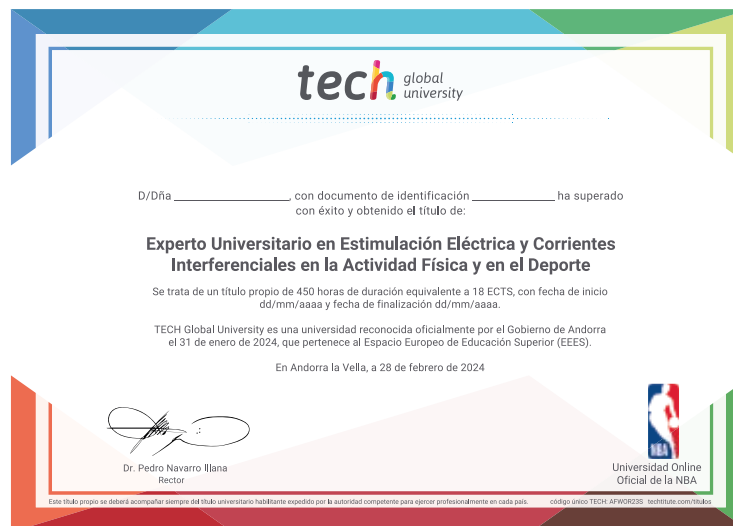 tech global
university
D/Dña ______________, con documento de identificación ______________ ha superado
con éxito y obtenido el título de:
Experto Universitario en Estimulación Eléctrica y Corrientes
Interferenciales en la Actividad Física y en el Deporte
Se trata de un título propio de 450 horas de duración equivalente a 18 ECTS, con fecha de inicio
dd/mm/aaaa y fecha de finalización dd/mm/aaaa.
TECH Global University es una universidad reconocida oficialmente por el Gobierno de Andorra
el 31 de enero de 2024, que pertenece al Espacio Europeo de Educación Superior (EEES).
En Andorra la Vella, a 28 de febrero de 2024
NBA
Dr. Pedro Navarro Illana
Rector
Universidad Online
Oficial de la NBA
Este título propio se deberá acompañar siempre del título universitario habilitante expedido por la autoridad competente para ejercer profesionalmente en cada país. código único TECH: AFWOR23S techtitute.com/titulos